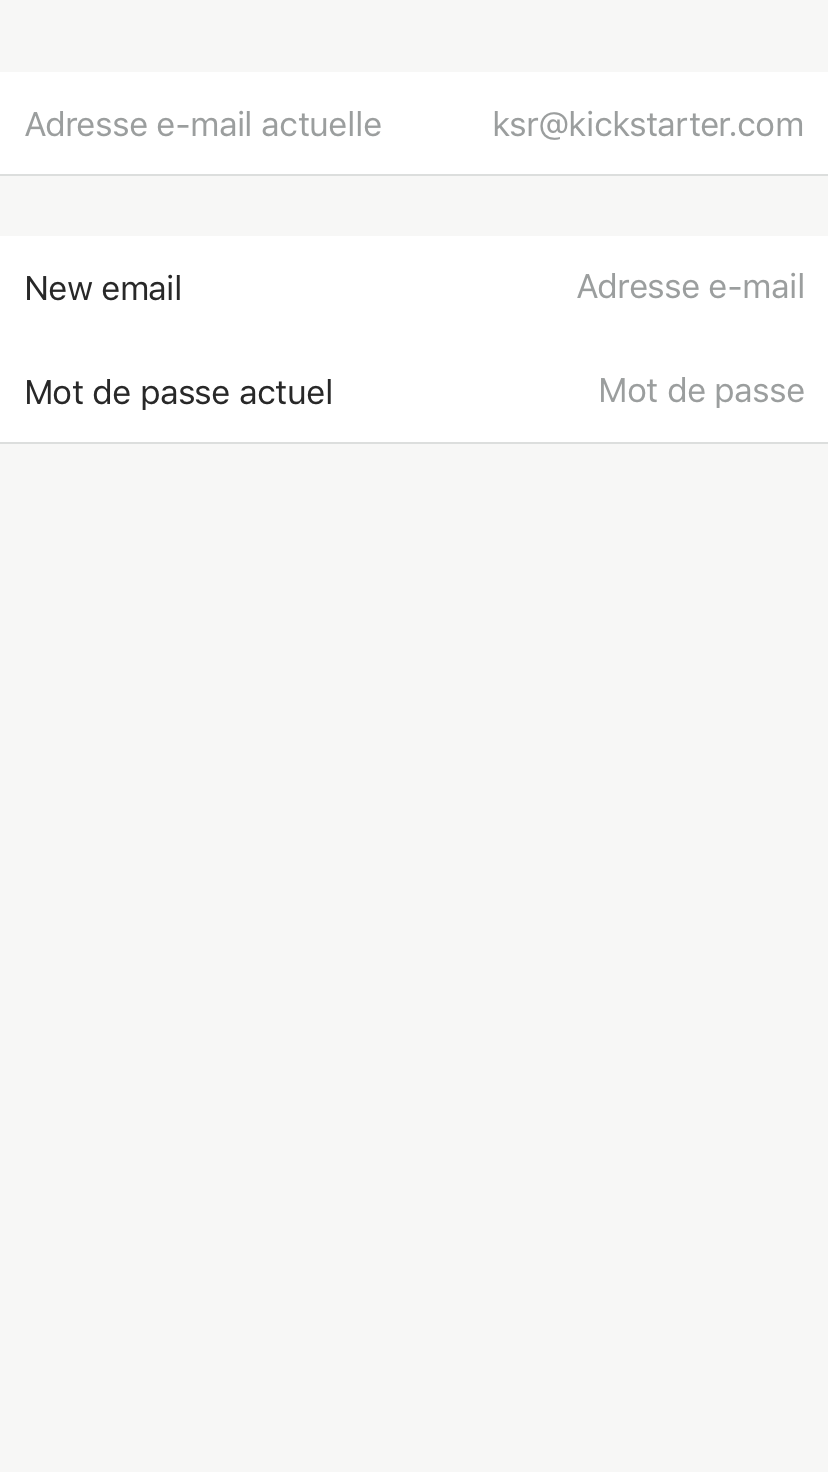 Adresse e-mail actuelle ksr@kickstarter.com
New email Adresse e-mail
Mot de passe actuel Mot de passe